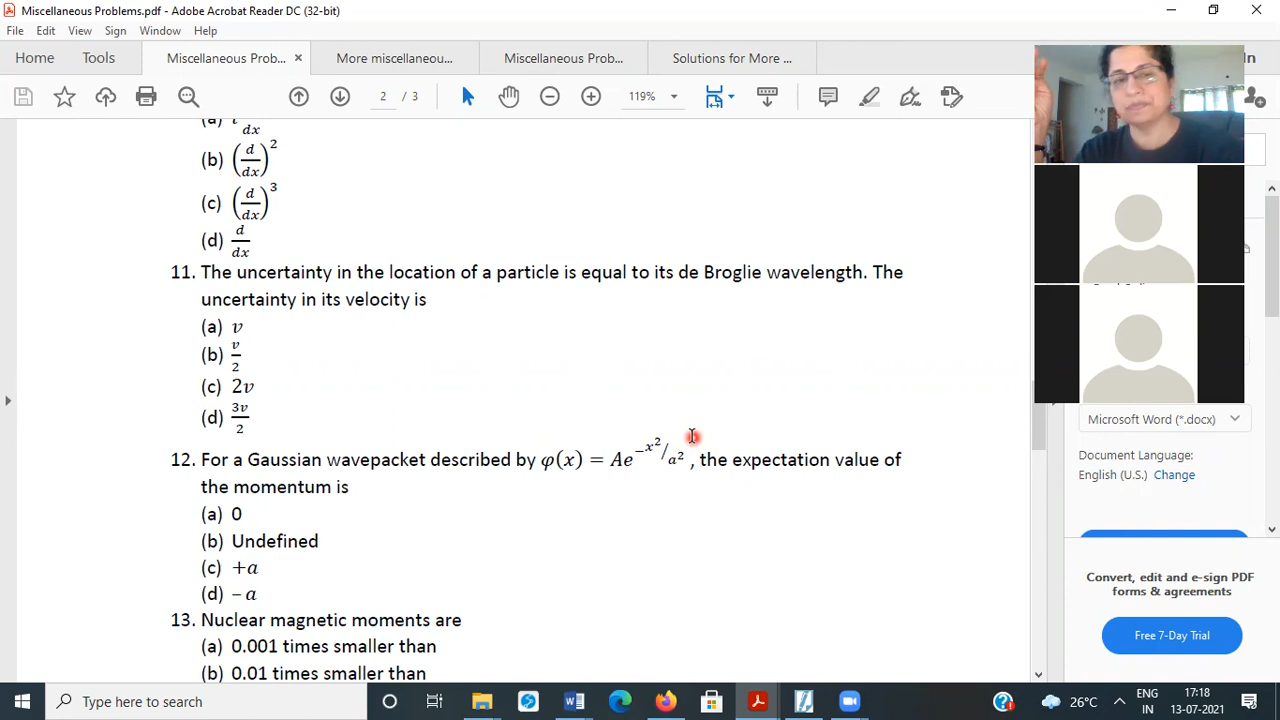 Miscellaneous Problems.pdf - Adobe Acrobat Reader DC (32-bit)
File Edit View Sign Window Help
Home Tools Miscellaneous Prob... × More miscellaneou... Miscellaneous Prob... Solutions for More ... In
2 / 3 119%
dx
(b) (d/dx)²
(c) (d/dx)³
(d) d/dx
11. The uncertainty in the location of a particle is equal to its de Broglie wavelength. The
uncertainty in its velocity is
(a) v
(b) v/2
(c) 2v
(d) 3v/2
12. For a Gaussian wavepacket described by φ(x) = Ae^(−x²/a²), the expectation value of
the momentum is
(a) 0
(b) Undefined
(c) +a
(d) – a
13. Nuclear magnetic moments are
(a) 0.001 times smaller than
(b) 0.01 times smaller than
Microsoft Word (*.docx)
Document Language:
English (U.S.) Change
Convert, edit and e-sign PDF
forms & agreements
Free 7-Day Trial
Type here to search
26°C
ENG
IN
17:18
13-07-2021